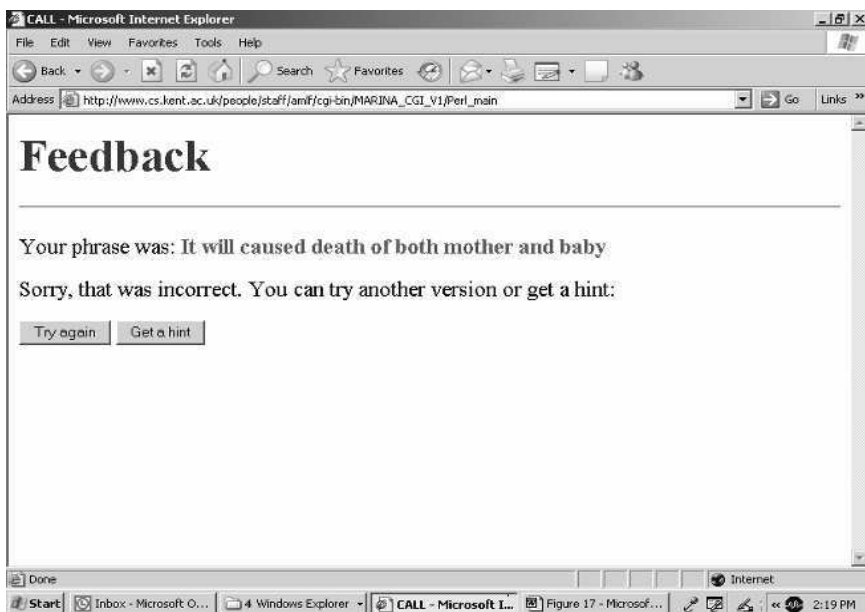 CALL - Microsoft Internet Explorer
File Edit View Favorites Tools Help
Back Search Favorites
Address http://www.cs.kent.ac.uk/people/staff/amf/cgi-bin/MARINA_CGI_V1/Perl_main Go Links »
Feedback
Your phrase was: It will caused death of both mother and baby
Sorry, that was incorrect. You can try another version or get a hint:
Try again Get a hint
Done Internet
Start Inbox - Microsoft O... 4 Windows Explorer CALL - Microsoft I... Figure 17 - Microsof... « 2:19 PM